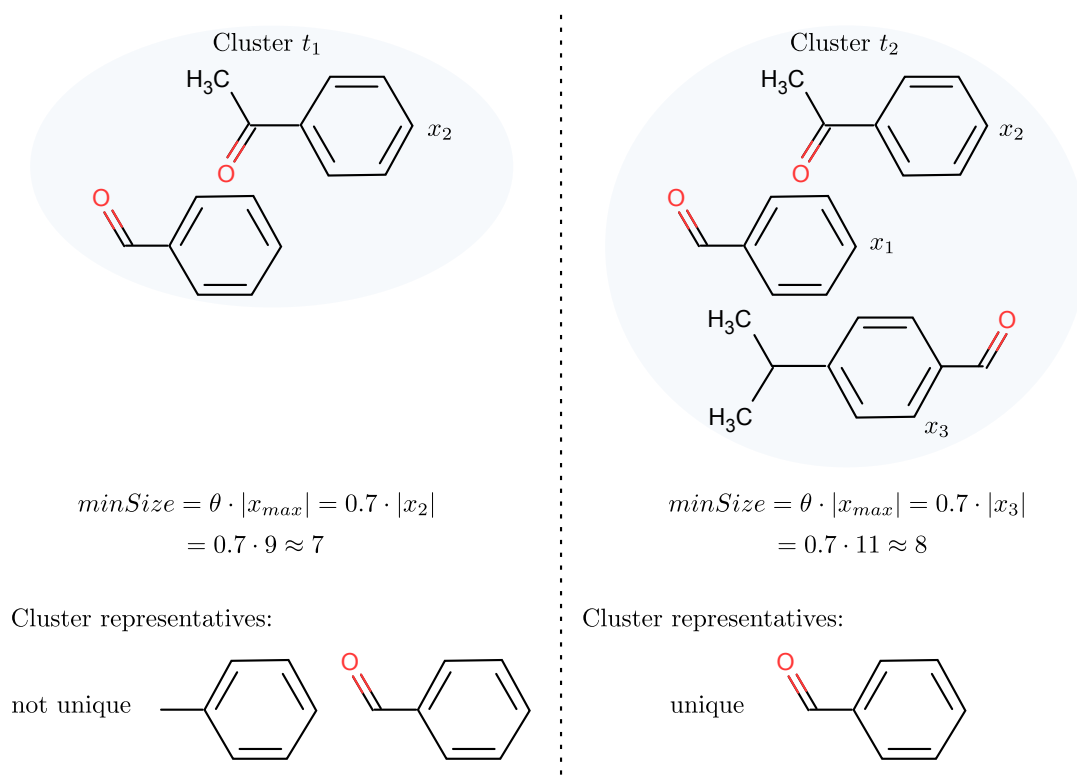 Cluster t₁
H₃C
x₂
O
O
minSize = θ · |xₘₐₓ| = 0.7 · |x₂|
= 0.7 · 9 ≈ 7
Cluster representatives:
not unique
O
Cluster t₂
H₃C
x₂
O
O
x₁
H₃C
O
H₃C
x₃
minSize = θ · |xₘₐₓ| = 0.7 · |x₃|
= 0.7 · 11 ≈ 8
Cluster representatives:
unique
O